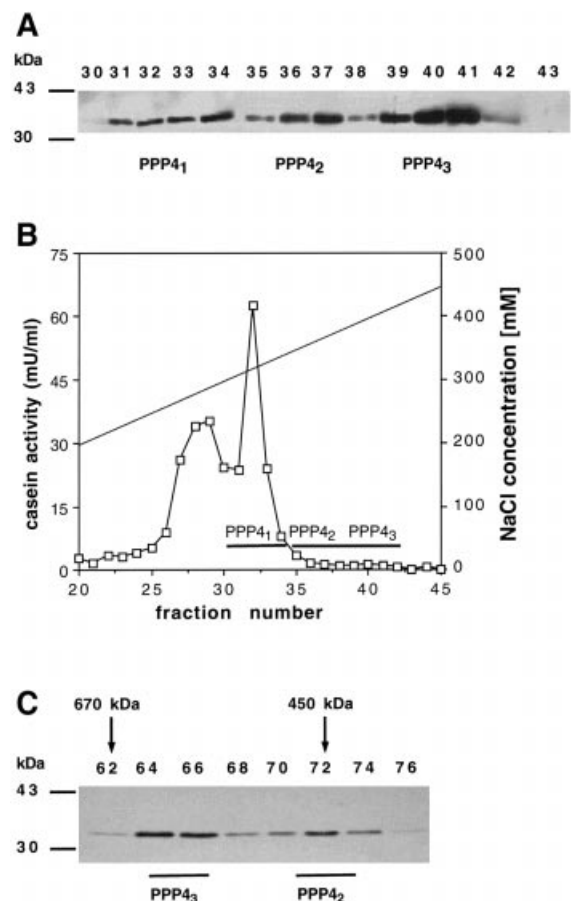 A
kDa 30 31 32 33 34 35 36 37 38 39 40 41 42 43
43
30
PPP4₁ PPP4₂ PPP4₃
B
75 500
60 400
45 300
30 200
15 100
0 0
casein activity (mU/ml)
NaCl concentration [mM]
PPP4₁ PPP4₂ PPP4₃
20 25 30 35 40 45
fraction number
C
670 kDa 450 kDa
kDa 62 64 66 68 70 72 74 76
43
30
PPP4₃ PPP4₂